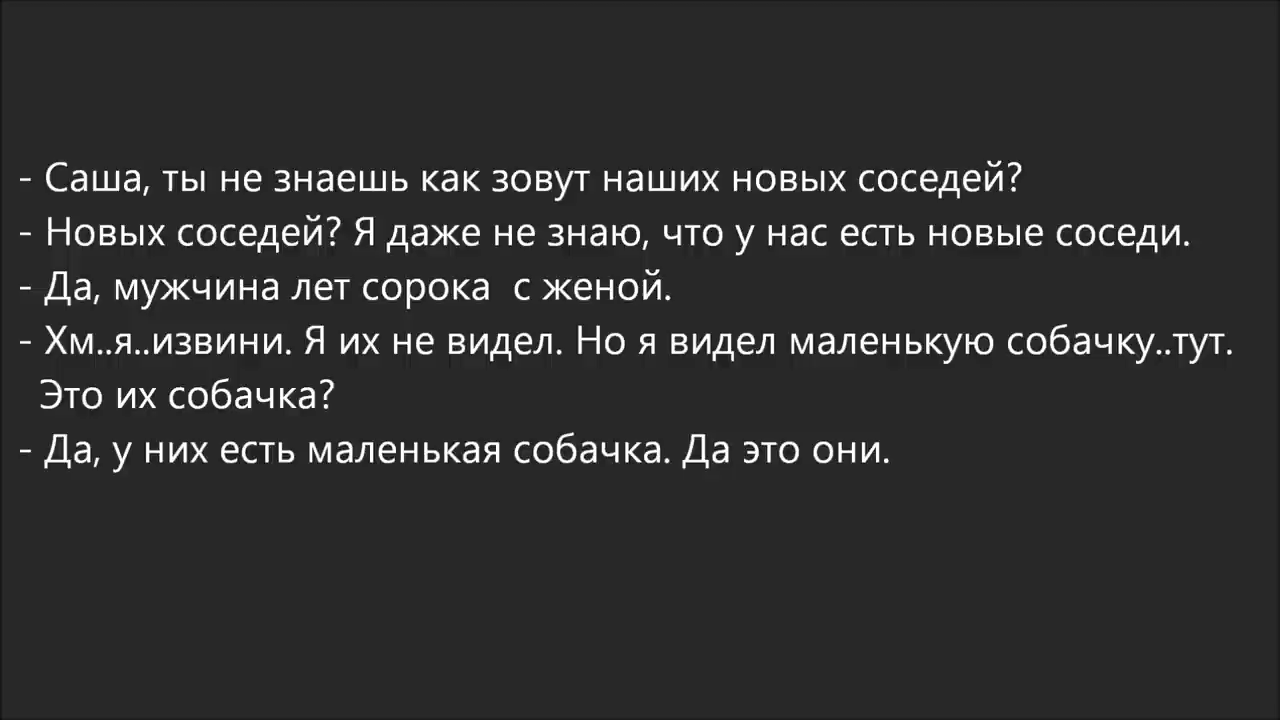 - Саша, ты не знаешь как зовут наших новых соседей?
- Новых соседей? Я даже не знаю, что у нас есть новые соседи.
- Да, мужчина лет сорока  с женой.
- Хм..я..извини. Я их не видел. Но я видел маленькую собачку..тут.
Это их собачка?
- Да, у них есть маленькая собачка. Да это они.